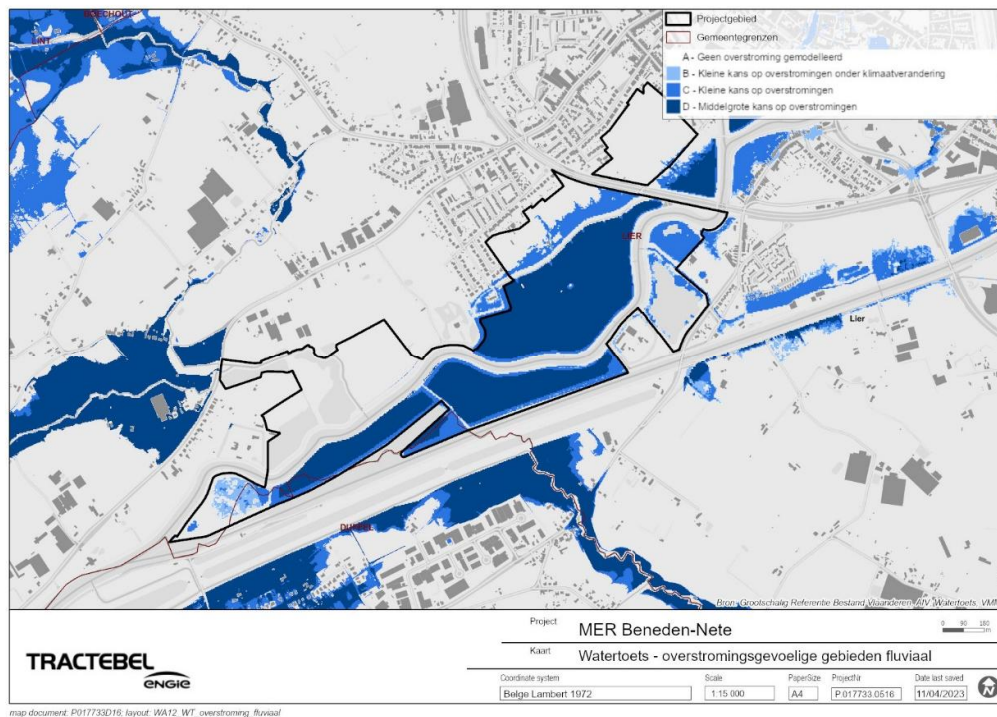 BOECHOUT
LINT
Projectgebied
Gemeentegrenzen
A - Geen overstroming gemodelleerd
B - Kleine kans op overstromingen onder klimaatverandering
C - Kleine kans op overstromingen
D - Middelgrote kans op overstromingen
LIER
Lier
DUFFEL
Bron: Grootschalig Referentie Bestand Vlaanderen, AIV, Watertoets, VMM
TRACTEBEL
ENGIE
Project MER Beneden-Nete
Kaart Watertoets - overstromingsgevoelige gebieden fluviaal
0 90 180
m
Coordinate system Scale PaperSize ProjectNr Date last saved
Belge Lambert 1972 1:15 000 A4 P.017733.0516 11/04/2023
N
map document: P017733D16; layout: WA12_WT_overstroming_fluviaal